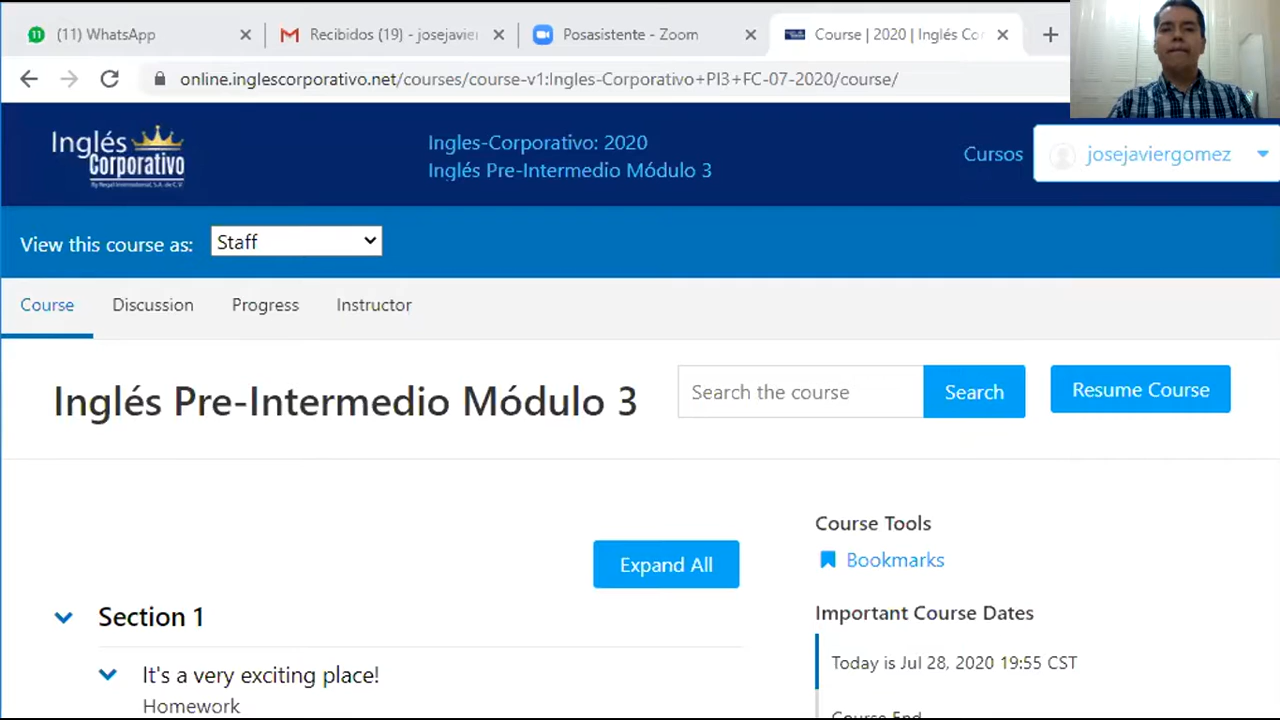 (11) WhatsApp
Recibidos (19) - josejavier
Posasistente - Zoom
Course | 2020 | Inglés Cor
online.inglescorporativo.net/courses/course-v1:Ingles-Corporativo+PI3+FC-07-2020/course/
Inglés
Corporativo
Ingles-Corporativo: 2020
Inglés Pre-Intermedio Módulo 3
Cursos
josejaviergomez
View this course as:
Staff
Course
Discussion
Progress
Instructor
Inglés Pre-Intermedio Módulo 3
Search the course
Search
Resume Course
Course Tools
Bookmarks
Expand All
Section 1
Important Course Dates
Today is Jul 28, 2020 19:55 CST
It's a very exciting place!
Homework
Course End